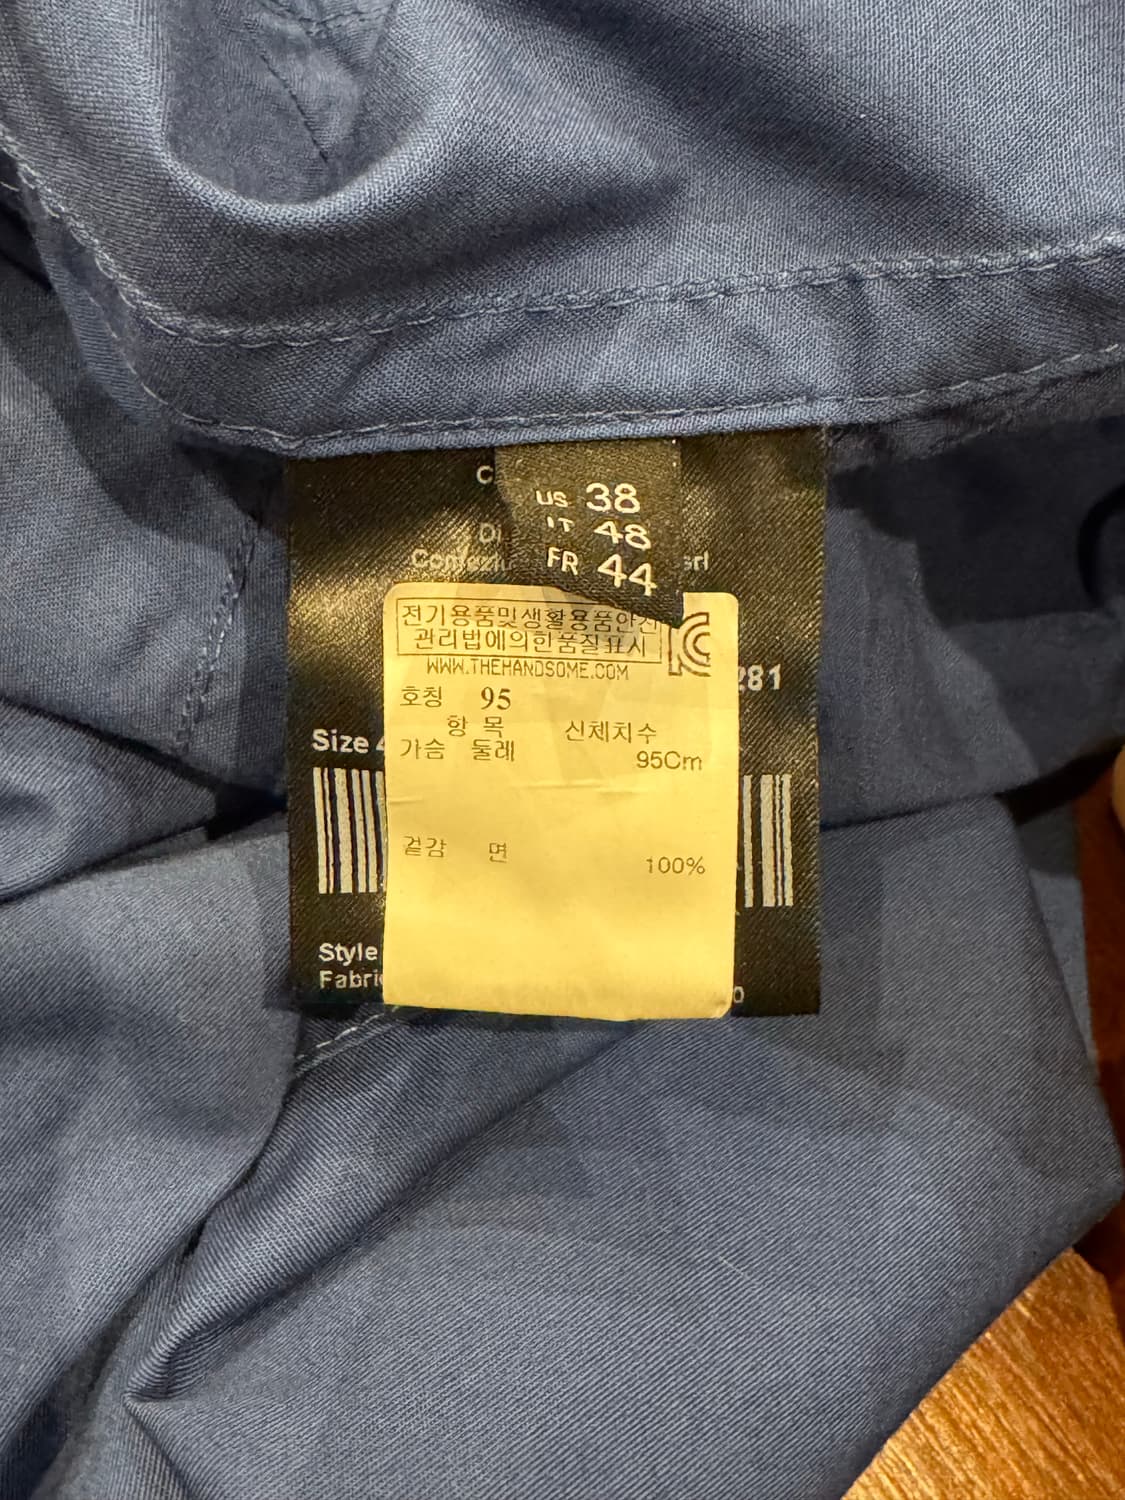 US 38
IT 48
FR 44
전기용품및생활용품안전
관리법에의한품질표시
WWW.THEHANDSOME.COM
호칭 95
항 목 신체치수
가슴 둘레 95Cm
겉감 면 100%
281
Size
Style